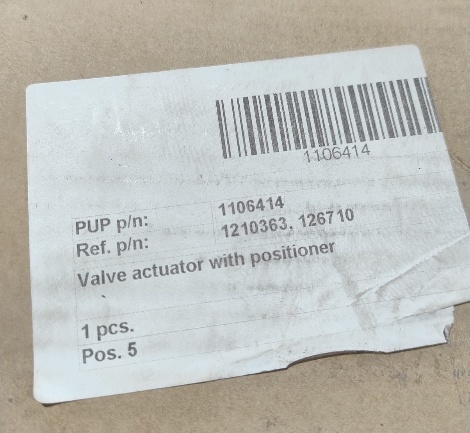 1106414
PUP p/n: 1106414
Ref. p/n: 1210363, 126710
Valve actuator with positioner
1 pcs.
Pos. 5